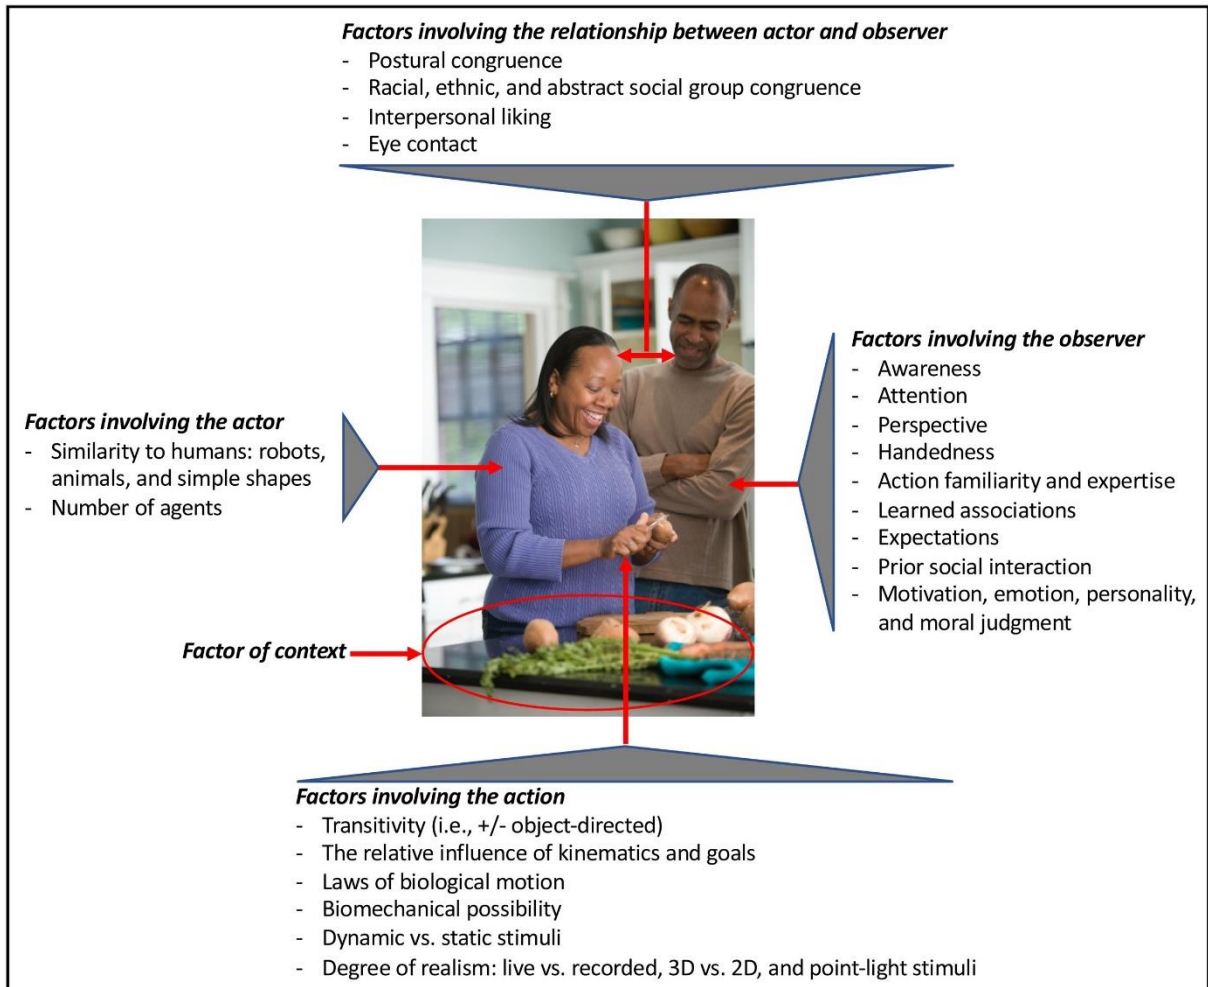 Factors involving the relationship between actor and observer
- Postural congruence
- Racial, ethnic, and abstract social group congruence
- Interpersonal liking
- Eye contact
Factors involving the observer
- Awareness
- Attention
- Perspective
- Handedness
- Action familiarity and expertise
- Learned associations
- Expectations
- Prior social interaction
- Motivation, emotion, personality,
and moral judgment
Factors involving the actor
- Similarity to humans: robots,
animals, and simple shapes
- Number of agents
Factor of context
Factors involving the action
- Transitivity (i.e., +/- object-directed)
- The relative influence of kinematics and goals
- Laws of biological motion
- Biomechanical possibility
- Dynamic vs. static stimuli
- Degree of realism: live vs. recorded, 3D vs. 2D, and point-light stimuli